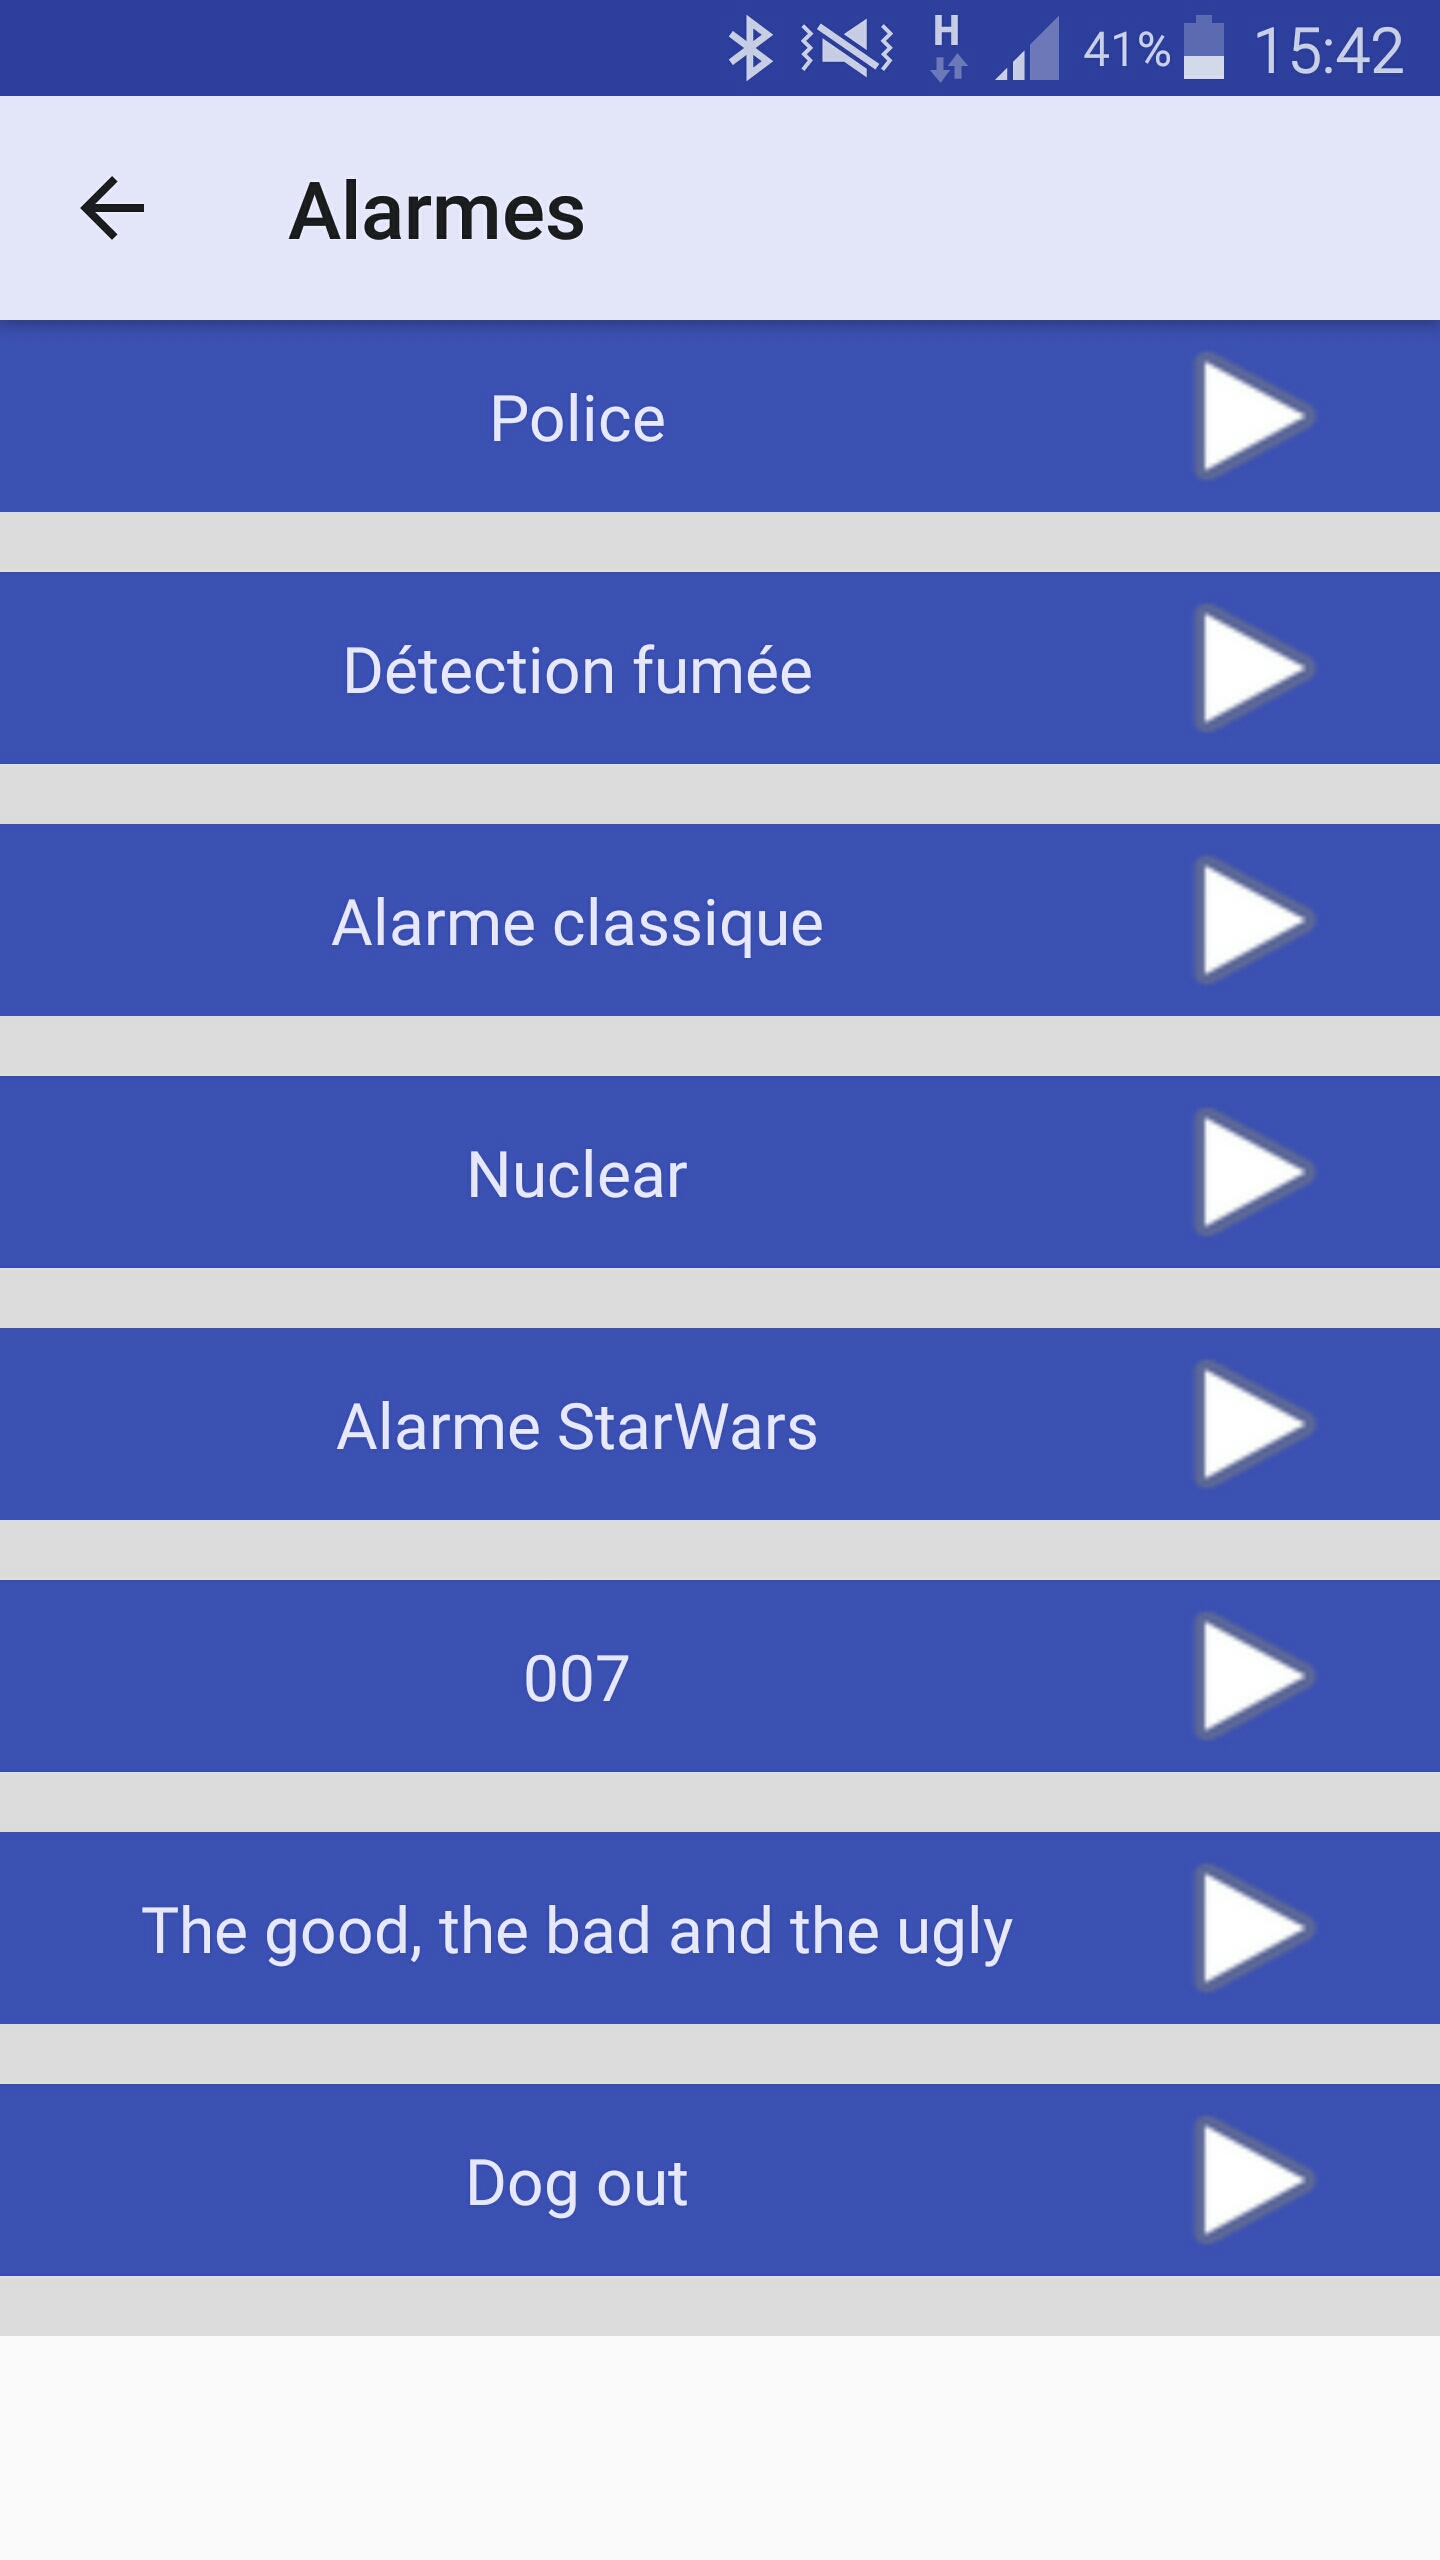 H
41%
15:42
Alarmes
Police
Détection fumée
Alarme classique
Nuclear
Alarme StarWars
007
The good, the bad and the ugly
Dog out